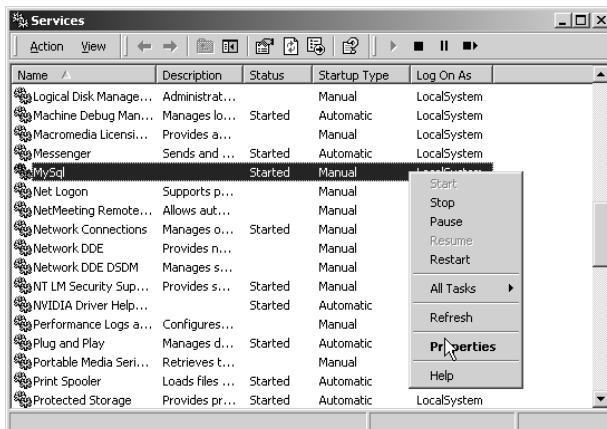 Services
Action View
Name Description Status Startup Type Log On As
Logical Disk Manage... Administrat... Manual LocalSystem
Machine Debug Man... Manages lo... Started Automatic LocalSystem
Macromedia Licensi... Provides a... Manual LocalSystem
Messenger Sends and ... Started Automatic LocalSystem
MySql Started Manual LocalSystem
Net Logon Supports p... Manual
NetMeeting Remote... Allows aut... Manual
Network Connections Manages o... Started Manual
Network DDE Provides n... Manual
Network DDE DSDM Manages s... Manual
NT LM Security Sup... Provides s... Started Manual
NVIDIA Driver Help... Started Automatic
Performance Logs a... Configures... Manual
Plug and Play Manages d... Started Automatic
Portable Media Seri... Retrieves t... Manual
Print Spooler Loads files ... Started Automatic
Protected Storage Provides pr... Started Automatic LocalSystem
Start
Stop
Pause
Resume
Restart
All Tasks
Refresh
Properties
Help